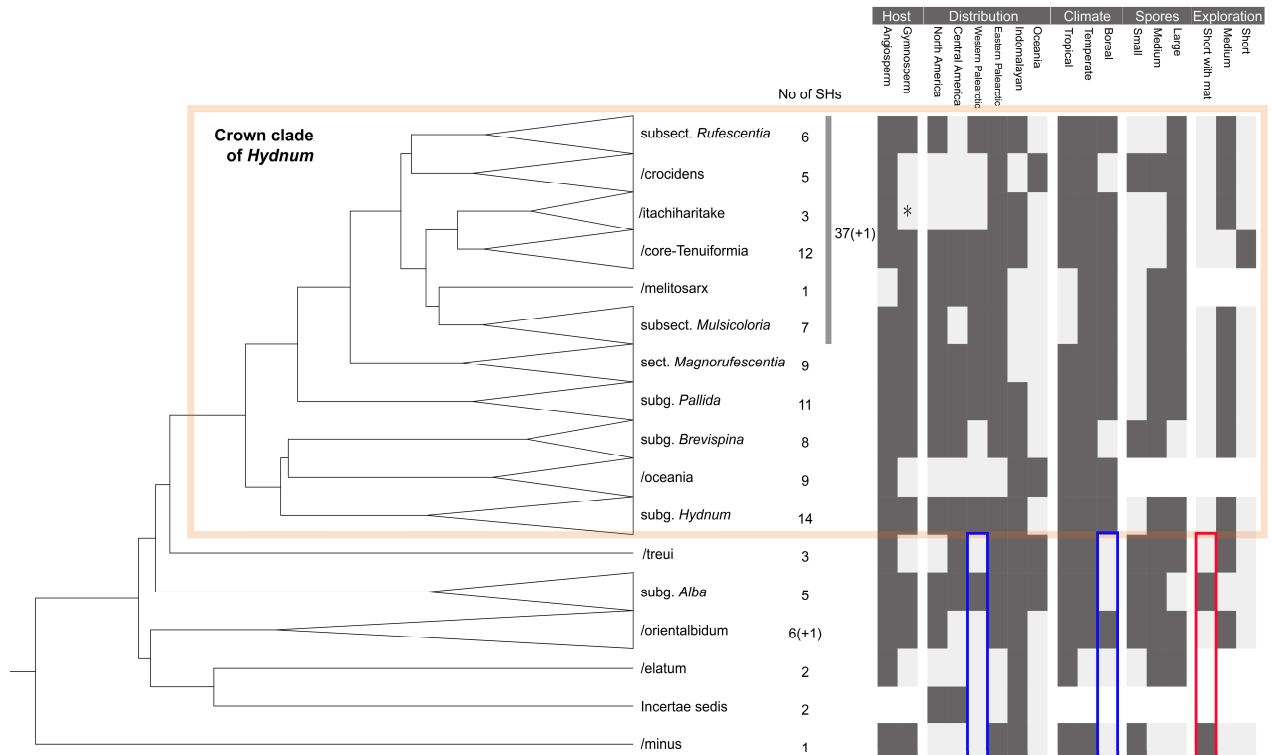 Host Distribution Climate Spores Exploration
Angiosperm
Gymnosperm
North America
Central America
Western Palearctic
Eastern Palearctic
Indomalayan
Oceania
Tropical
Temperate
Boreal
Small
Medium
Large
Short with mat
Medium
Short
No of SHs
Crown clade
of Hydnum
subsect. Rufescentia 6
/crocidens 5
/itachiharitake 3 *
37(+1)
/core-Tenuiformia 12
/melitosarx 1
subsect. Mulsicoloria 7
sect. Magnorufescentia 9
subg. Pallida 11
subg. Brevispina 8
/oceania 9
subg. Hydnum 14
/treui 3
subg. Alba 5
/orientalbidum 6(+1)
/elatum 2
Incertae sedis 2
/minus 1